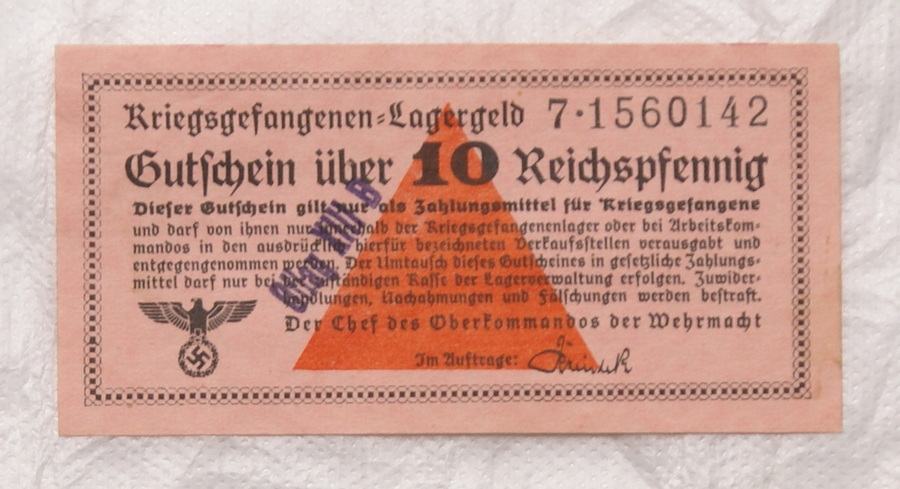 Kriegsgefangenen-Lagergeld 7·1560142
Gutschein über 10 Reichspfennig
Dieser Gutschein gilt nur als Zahlungsmittel für Kriegsgefangene
und darf von ihnen nur innerhalb der Kriegsgefangenenlager oder bei Arbeitskom-
mandos in den ausdrücklich hierfür bezeichneten Verkaufsstellen verausgabt und
entgegengenommen werden. Der Umtausch dieses Gutscheines in gesetzliche Zahlungs-
mittel darf nur bei der zuständigen Kasse der Lagerverwaltung erfolgen. Zuwider-
handlungen, Nachahmungen und Fälschungen werden bestraft.
Der Chef des Oberkommandos der Wehrmacht
Im Auftrage:
Oflag XVII B